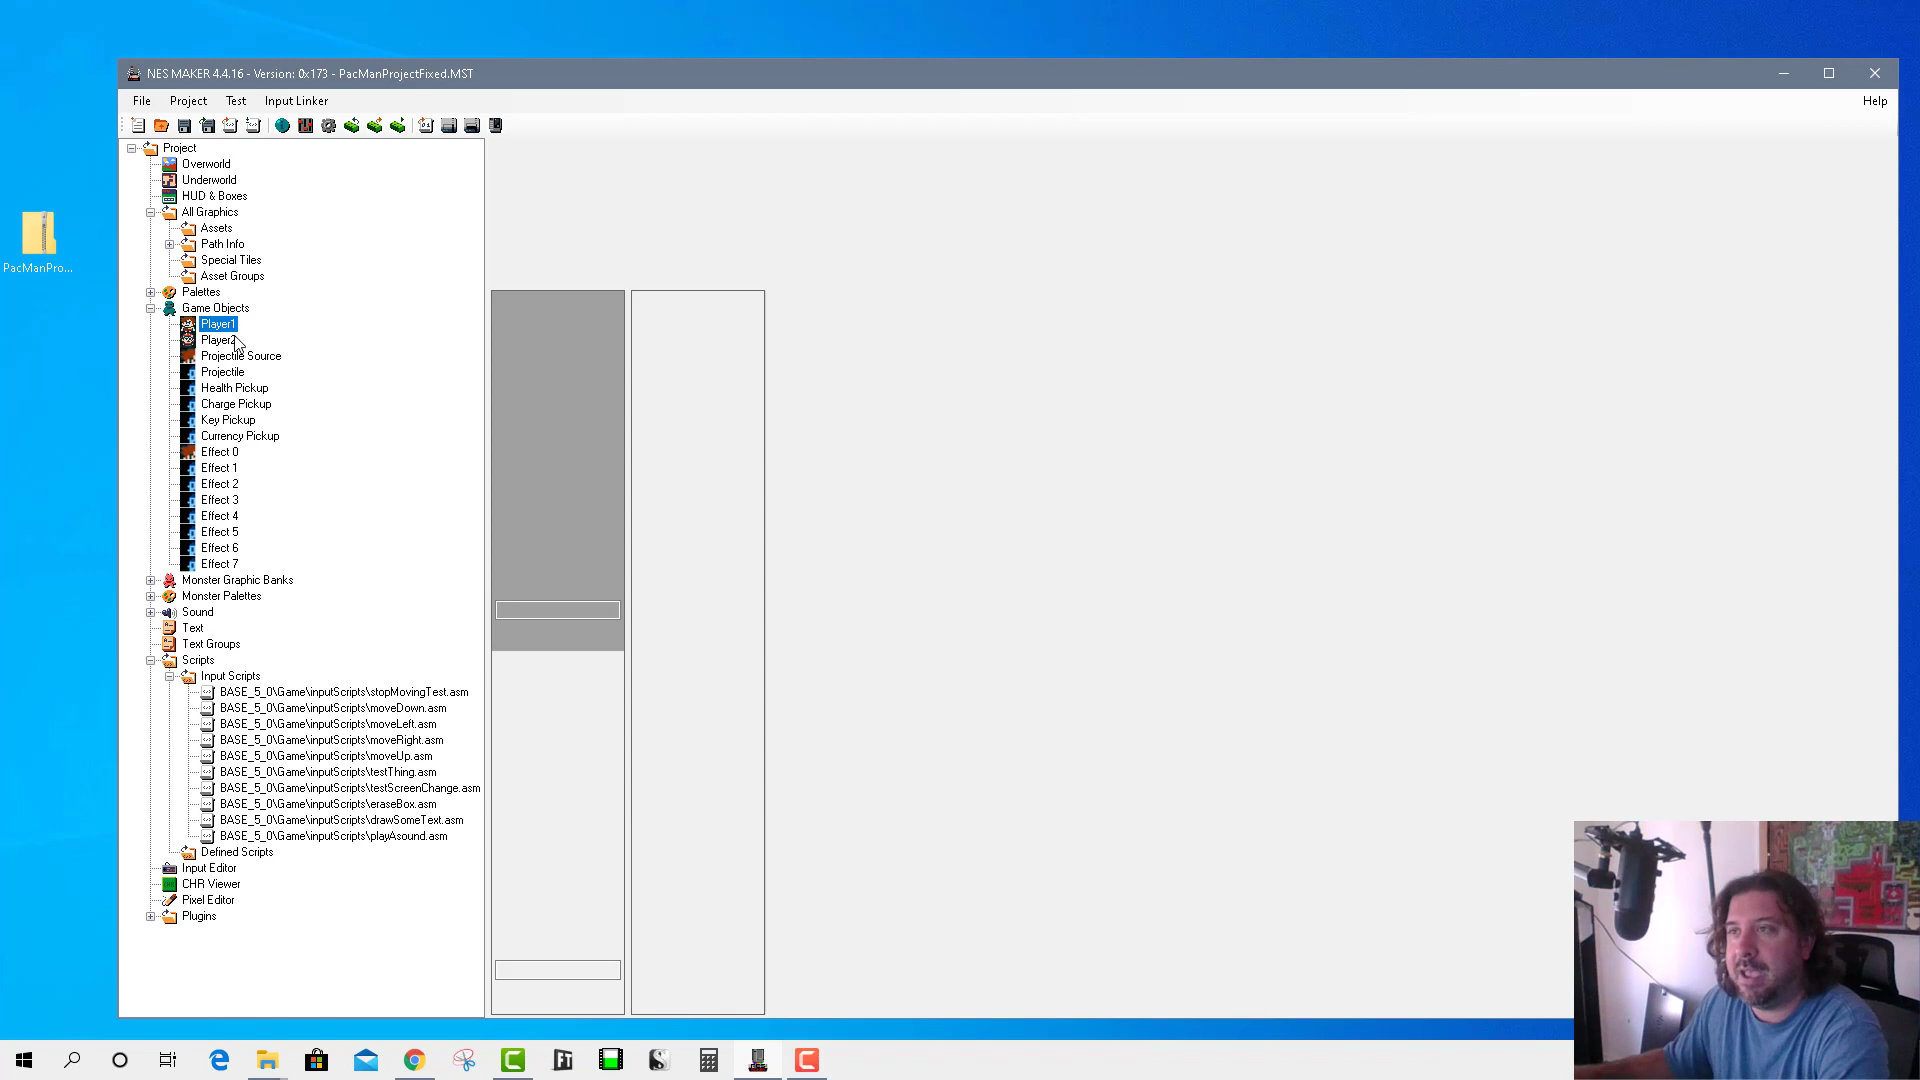 NES MAKER 4.4.16 - Version: 0x173 - PacManProjectFixed.MST
File Project Test Input Linker Help
Project
Overworld
Underworld
HUD & Boxes
All Graphics
Assets
Path Info
Special Tiles
Asset Groups
Palettes
Game Objects
Player1
Player2
Projectile Source
Projectile
Health Pickup
Charge Pickup
Key Pickup
Currency Pickup
Effect 0
Effect 1
Effect 2
Effect 3
Effect 4
Effect 5
Effect 6
Effect 7
Monster Graphic Banks
Monster Palettes
Sound
Text
Text Groups
Scripts
Input Scripts
BASE_5_0\Game\inputScripts\stopMovingTest.asm
BASE_5_0\Game\inputScripts\moveDown.asm
BASE_5_0\Game\inputScripts\moveLeft.asm
BASE_5_0\Game\inputScripts\moveRight.asm
BASE_5_0\Game\inputScripts\moveUp.asm
BASE_5_0\Game\inputScripts\testThing.asm
BASE_5_0\Game\inputScripts\testScreenChange.asm
BASE_5_0\Game\inputScripts\eraseBox.asm
BASE_5_0\Game\inputScripts\drawSomeText.asm
BASE_5_0\Game\inputScripts\playAsound.asm
Defined Scripts
Input Editor
CHR Viewer
Pixel Editor
Plugins
PacManPro...